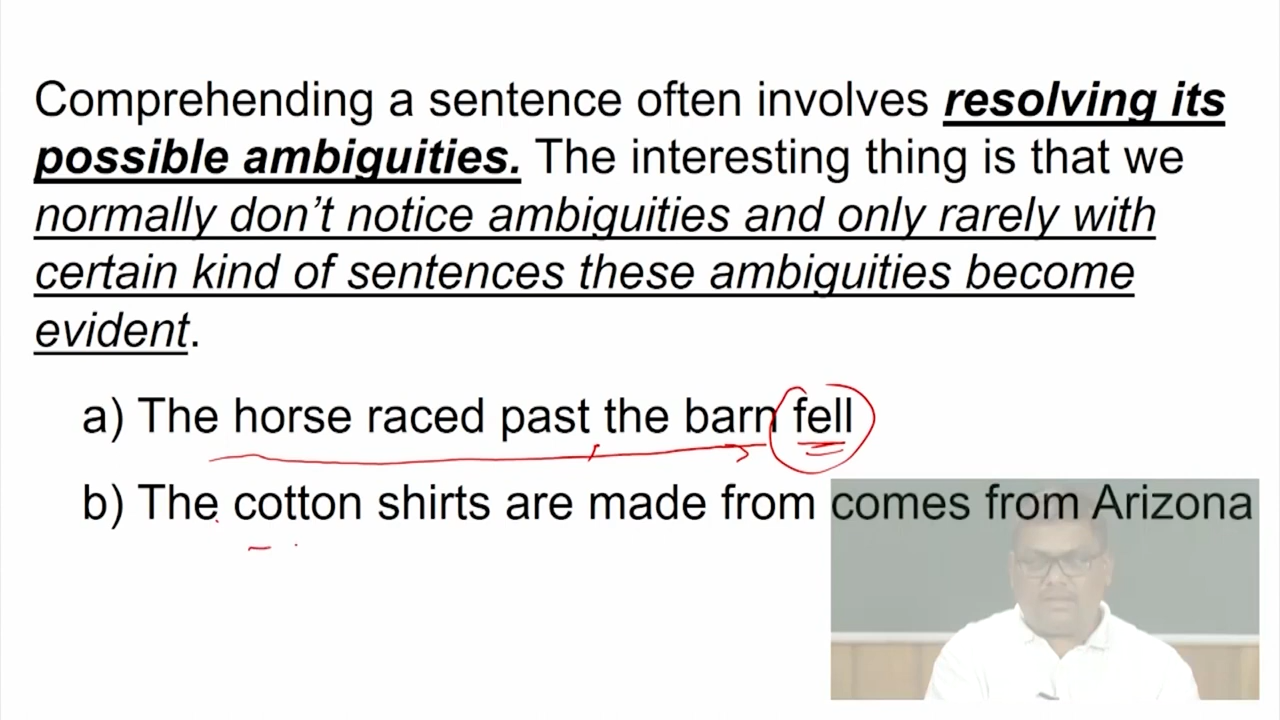 Comprehending a sentence often involves resolving its
possible ambiguities. The interesting thing is that we
normally don't notice ambiguities and only rarely with
certain kind of sentences these ambiguities become
evident.
a) The horse raced past the barn fell
b) The cotton shirts are made from comes from Arizona